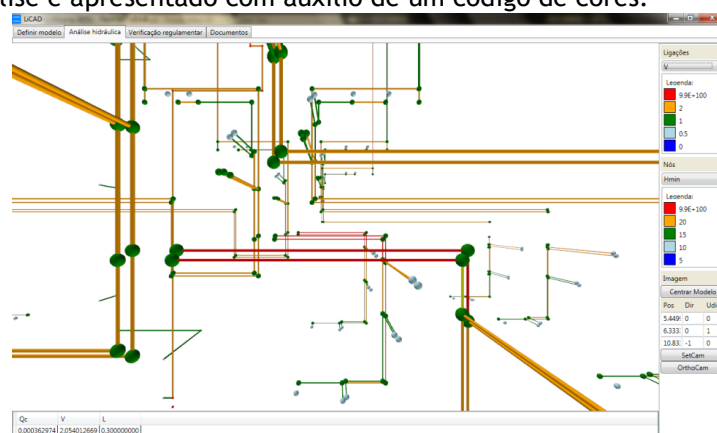 álise é apresentado com auxílio de um código de cores.
LiCAD
Definir modelo Análise hidráulica Verificação regulamentar Documentos
Ligações
V
Legenda:
9.9E+100
2
1
0.5
0
Nós
Hmin
Legenda:
9.9E+100
20
15
10
5
Imagem
Centrar Modelo
Pos Dir Udi
5.449 0 0
6.333 0 1
10.83 -1 0
SetCam
OrthoCam
Qc V L
0.000362974 2.054012669 0.300000000